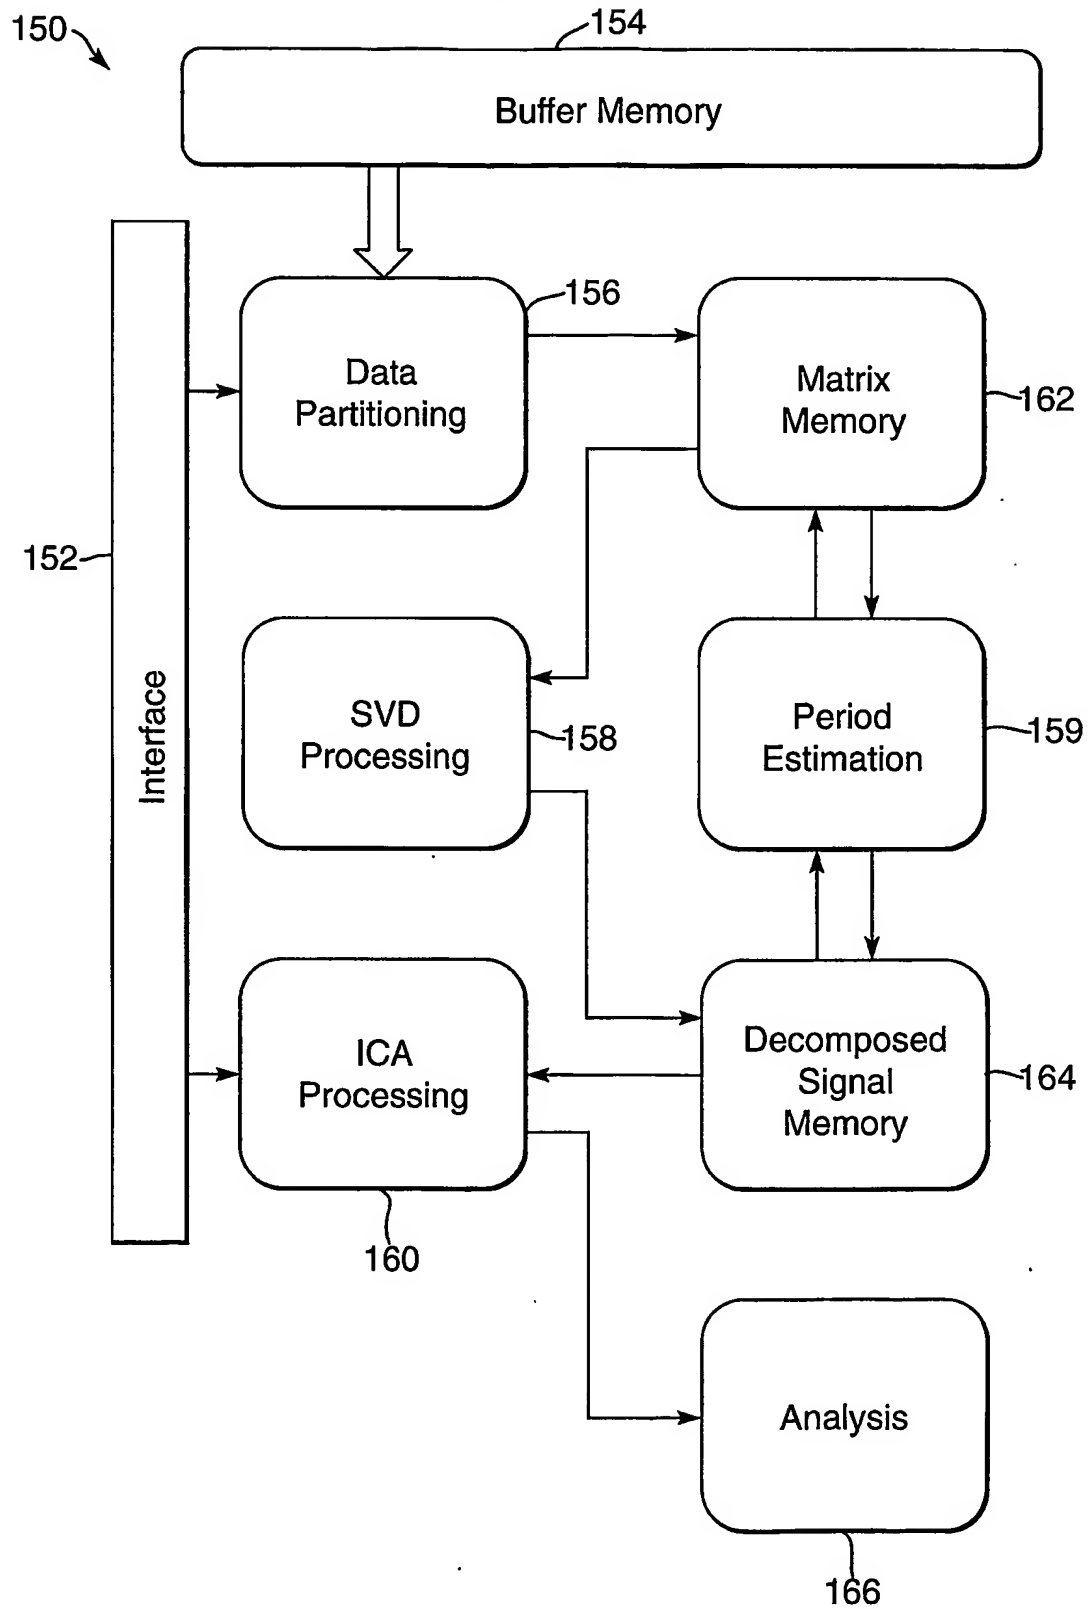 150
154
Buffer Memory
156
Data
Partitioning
Matrix
Memory
162
152
Interface
SVD
Processing
158
Period
Estimation
159
ICA
Processing
160
Decomposed
Signal
Memory
164
Analysis
166